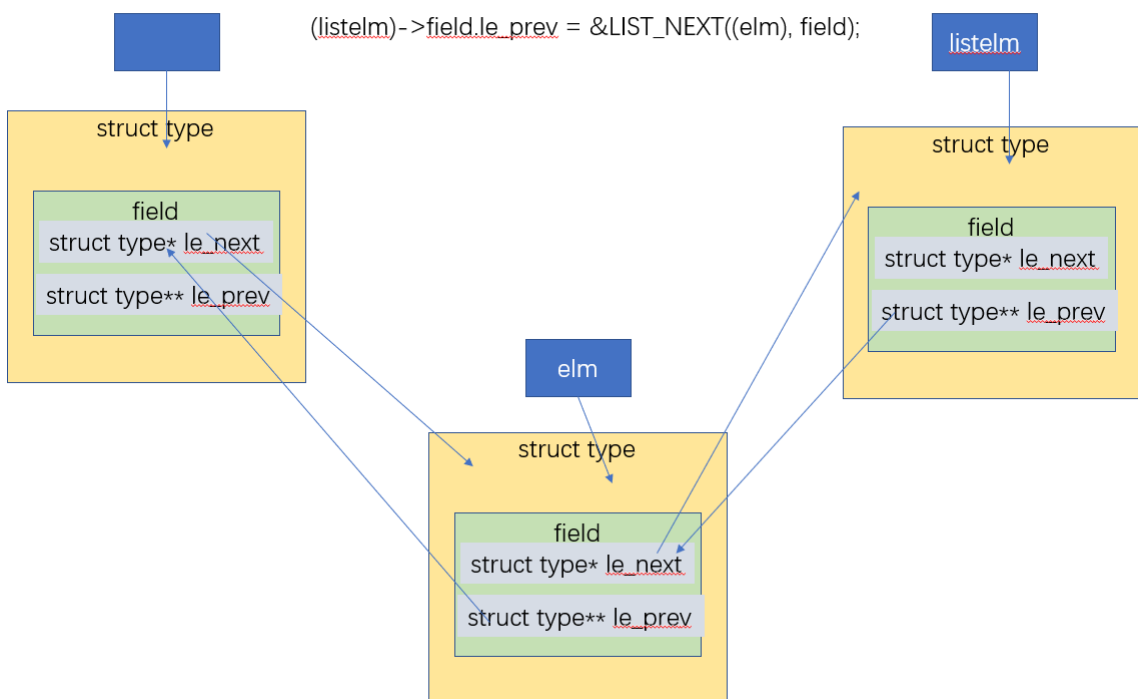 (listelm)->field.le_prev = &LIST_NEXT((elm), field);
listelm
struct type
field
struct type* le_next
struct type** le_prev
struct type
field
struct type* le_next
struct type** le_prev
elm
struct type
field
struct type* le_next
struct type** le_prev